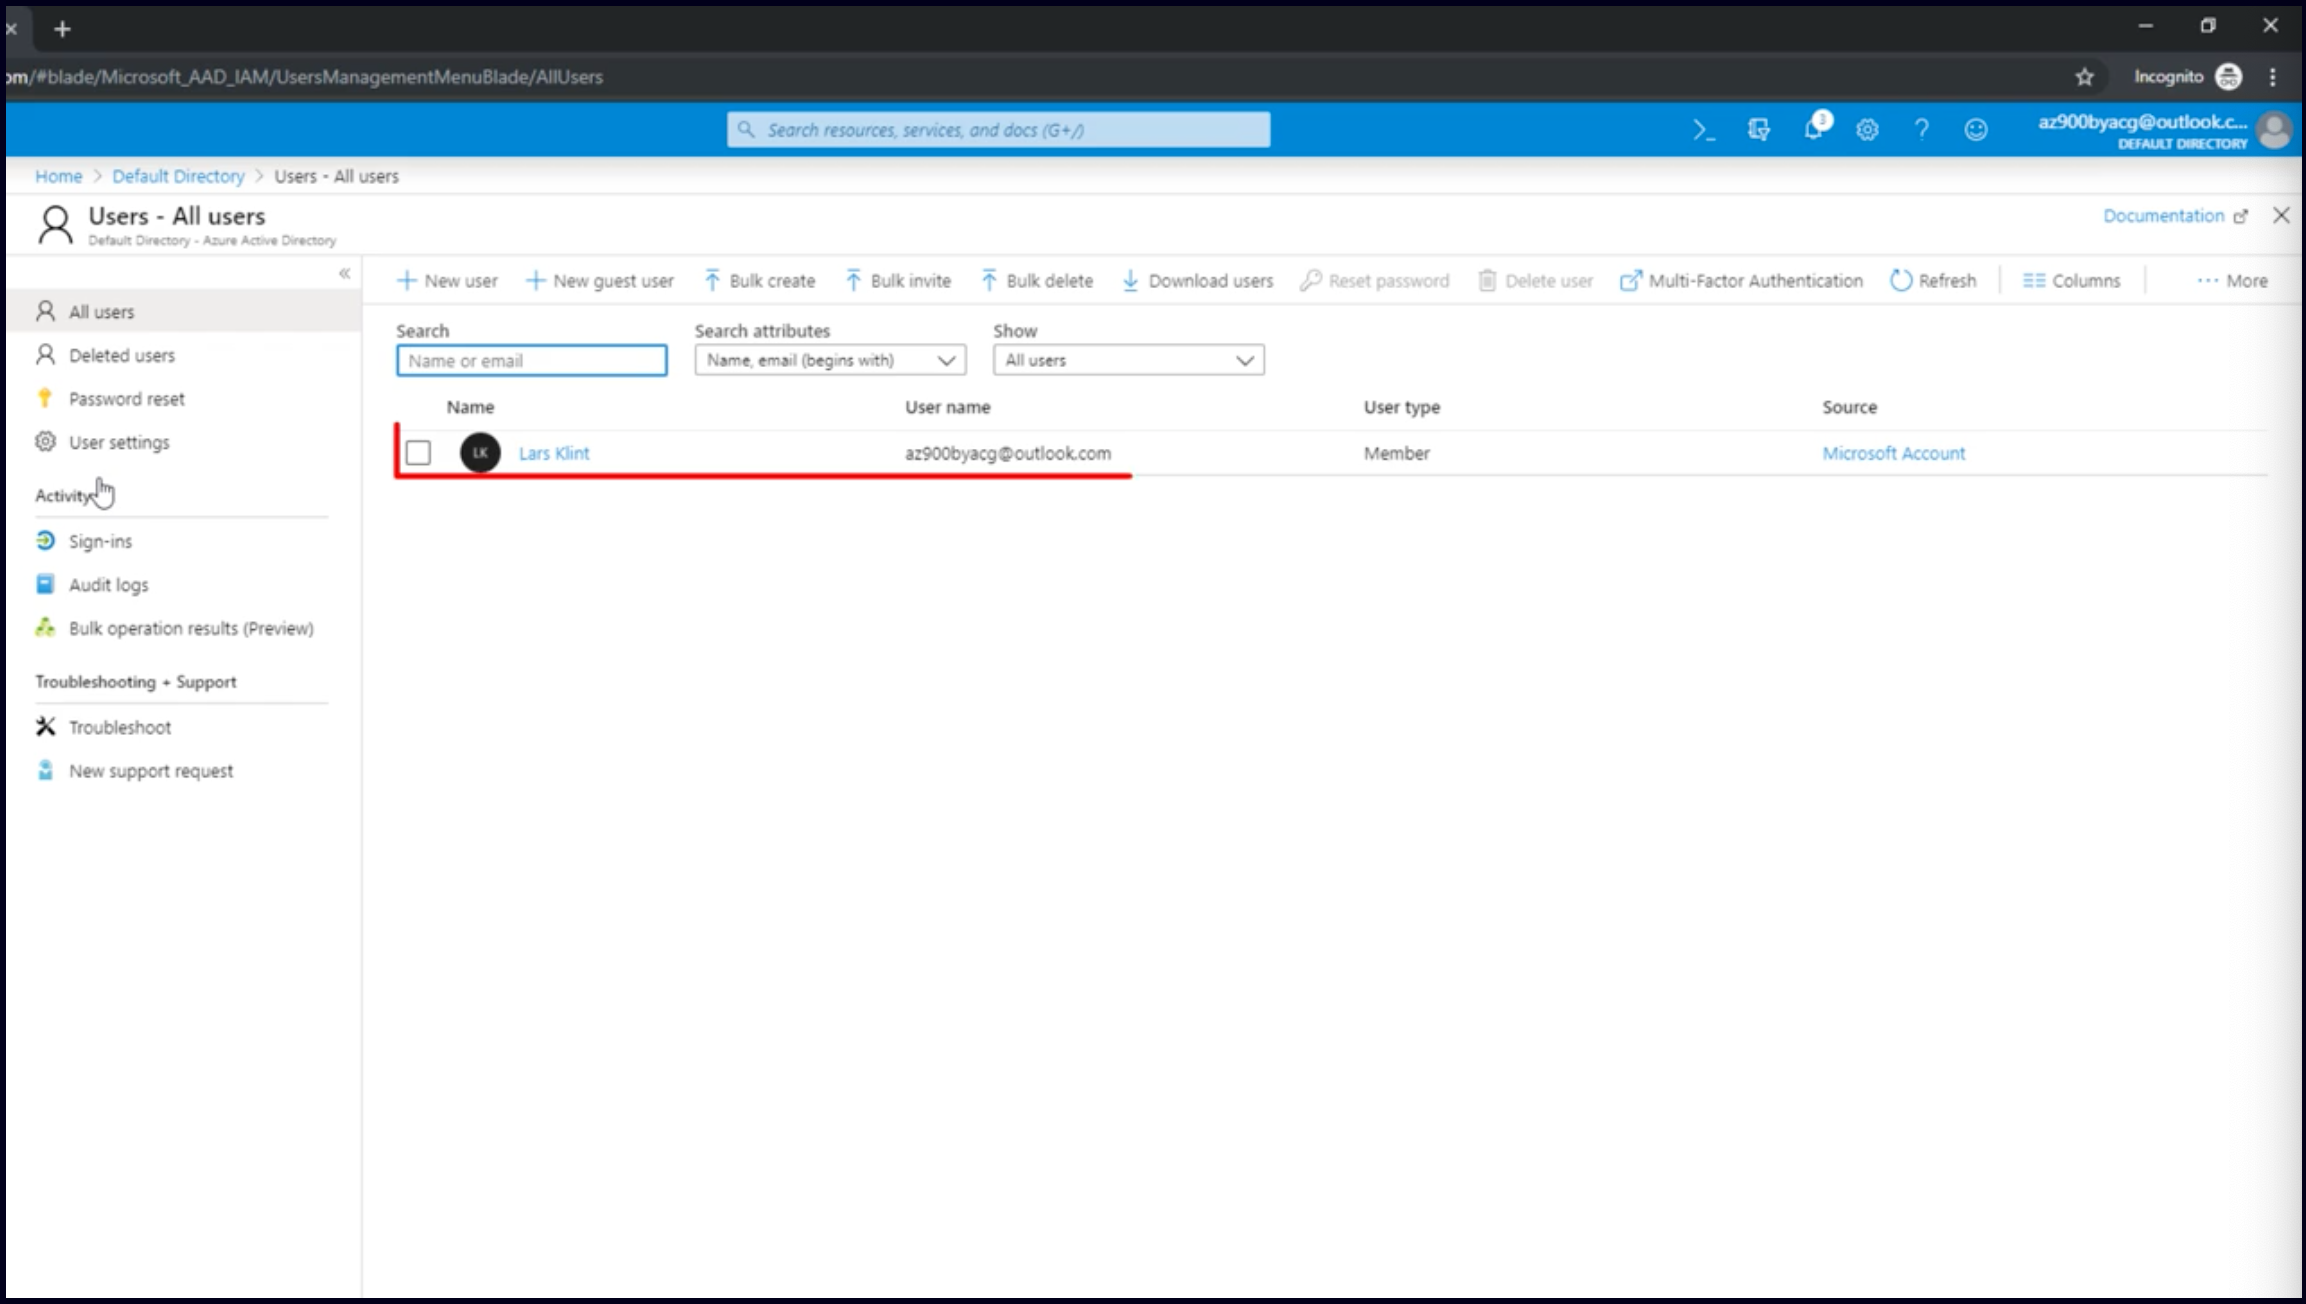 om/#blade/Microsoft_AAD_IAM/UsersManagementMenuBlade/AllUsers
Incognito
Search resources, services, and docs (G+/)
3
az900byacg@outlook.c...
DEFAULT DIRECTORY
Home > Default Directory > Users - All users
Users - All users
Default Directory - Azure Active Directory
Documentation
All users
Deleted users
Password reset
User settings
Activity
Sign-ins
Audit logs
Bulk operation results (Preview)
Troubleshooting + Support
Troubleshoot
New support request
New user
New guest user
Bulk create
Bulk invite
Bulk delete
Download users
Reset password
Delete user
Multi-Factor Authentication
Refresh
Columns
More
Search
Search attributes
Show
Name or email
Name, email (begins with)
All users
Name
User name
User type
Source
LK
Lars Klint
az900byacg@outlook.com
Member
Microsoft Account